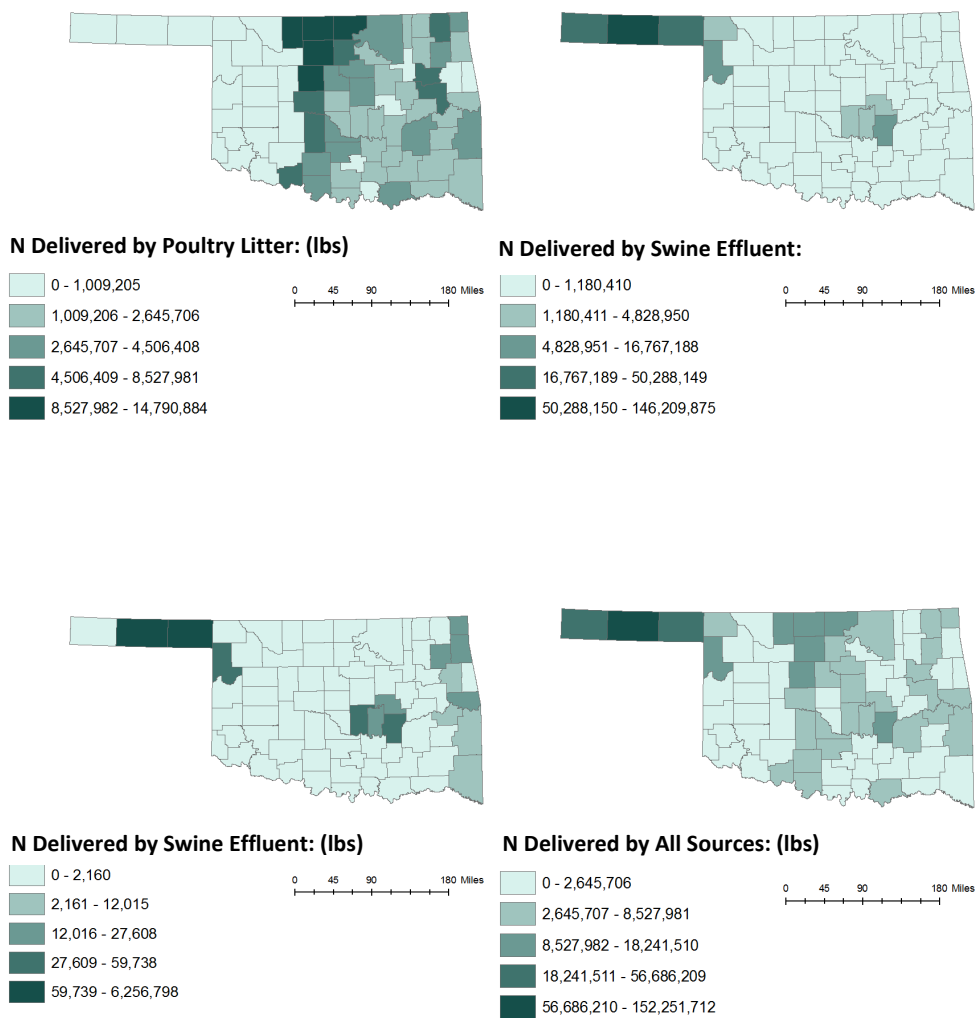 N Delivered by Poultry Litter: (lbs)
0 - 1,009,205
1,009,206 - 2,645,706
2,645,707 - 4,506,408
4,506,409 - 8,527,981
8,527,982 - 14,790,884
0 45 90 180 Miles
N Delivered by Swine Effluent:
0 - 1,180,410
1,180,411 - 4,828,950
4,828,951 - 16,767,188
16,767,189 - 50,288,149
50,288,150 - 146,209,875
0 45 90 180 Miles
N Delivered by Swine Effluent: (lbs)
0 - 2,160
2,161 - 12,015
12,016 - 27,608
27,609 - 59,738
59,739 - 6,256,798
0 45 90 180 Miles
N Delivered by All Sources: (lbs)
0 - 2,645,706
2,645,707 - 8,527,981
8,527,982 - 18,241,510
18,241,511 - 56,686,209
56,686,210 - 152,251,712
0 45 90 180 Miles